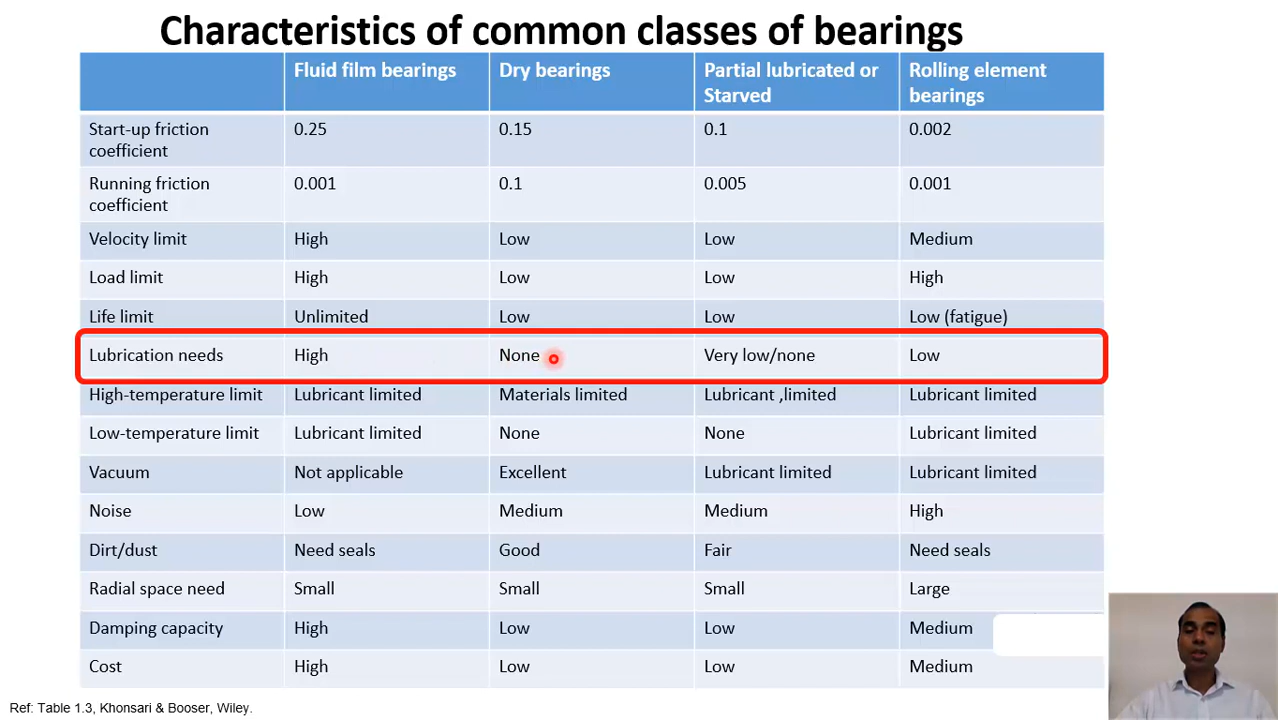 Characteristics of common classes of bearings
Fluid film bearings Dry bearings Partial lubricated or Starved Rolling element bearings
Start-up friction coefficient 0.25 0.15 0.1 0.002
Running friction coefficient 0.001 0.1 0.005 0.001
Velocity limit High Low Low Medium
Load limit High Low Low High
Life limit Unlimited Low Low Low (fatigue)
Lubrication needs High None Very low/none Low
High-temperature limit Lubricant limited Materials limited Lubricant ,limited Lubricant limited
Low-temperature limit Lubricant limited None None Lubricant limited
Vacuum Not applicable Excellent Lubricant limited Lubricant limited
Noise Low Medium Medium High
Dirt/dust Need seals Good Fair Need seals
Radial space need Small Small Small Large
Damping capacity High Low Low Medium
Cost High Low Low Medium
Ref: Table 1.3, Khonsari & Booser, Wiley.